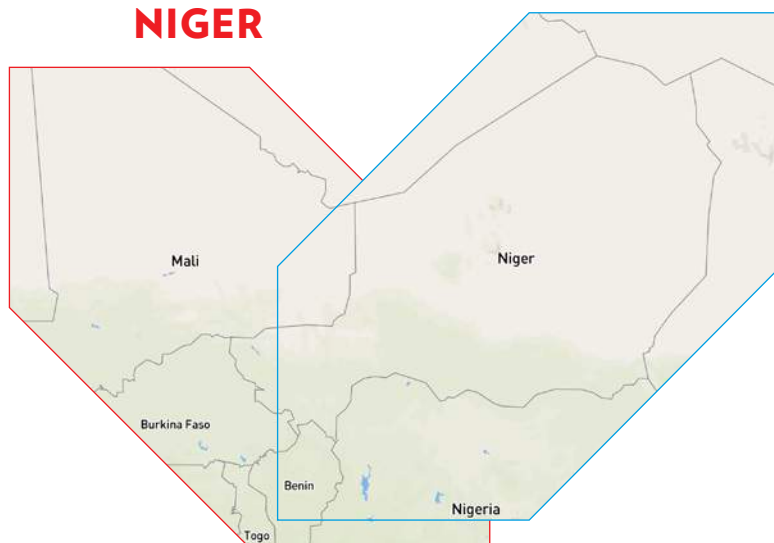 NIGER
Mali
Niger
Burkina Faso
Benin
Nigeria
Togo